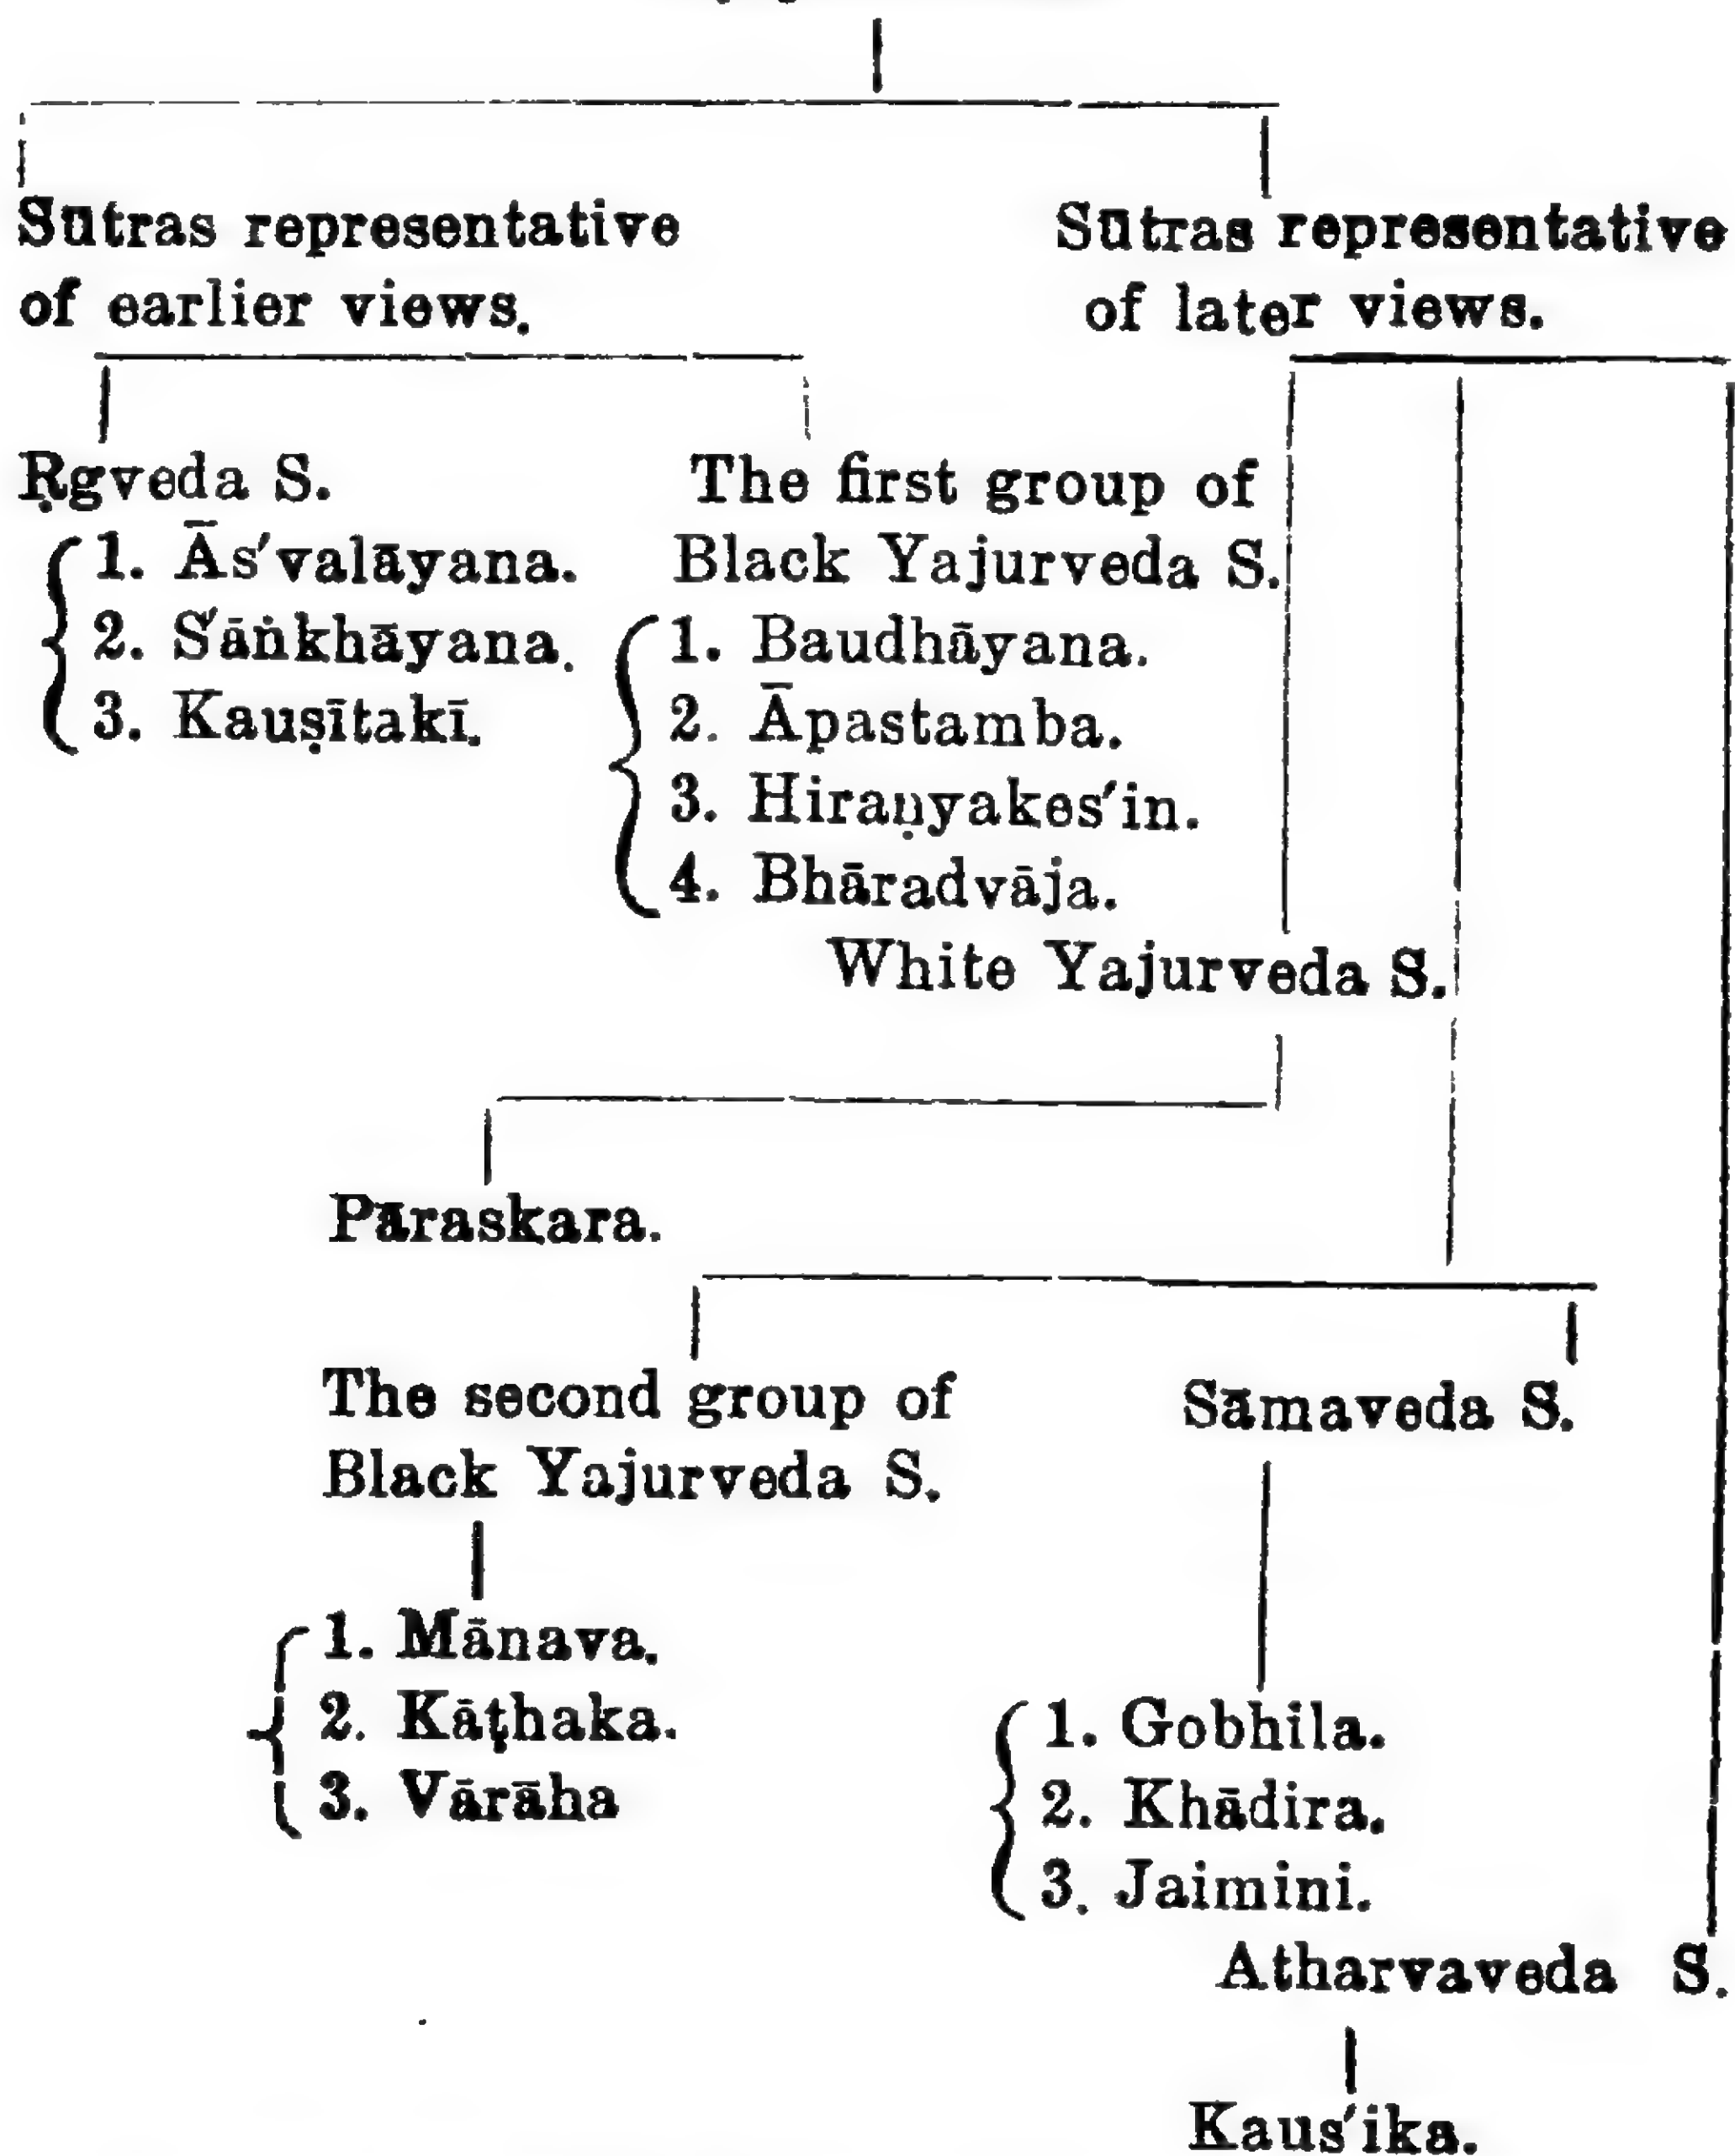 Sūtras representative
of earlier views.
Sūtras representative
of later views.
Ṛgveda S.
1. Ās′valāyana.
2. S′āṅkhāyana.
3. Kauṣītakī.
The first group of
Black Yajurveda S.
1. Baudhāyana.
2. Āpastamba.
3. Hiraṇyakes′in.
4. Bhāradvāja.
White Yajurveda S.
Pāraskara.
The second group of
Black Yajurveda S.
1. Mānava.
2. Kāṭhaka.
3. Vārāha
Sāmaveda S.
1. Gobhila.
2. Khādira.
3. Jaimini.
Atharvaveda S.
Kaus′ika.